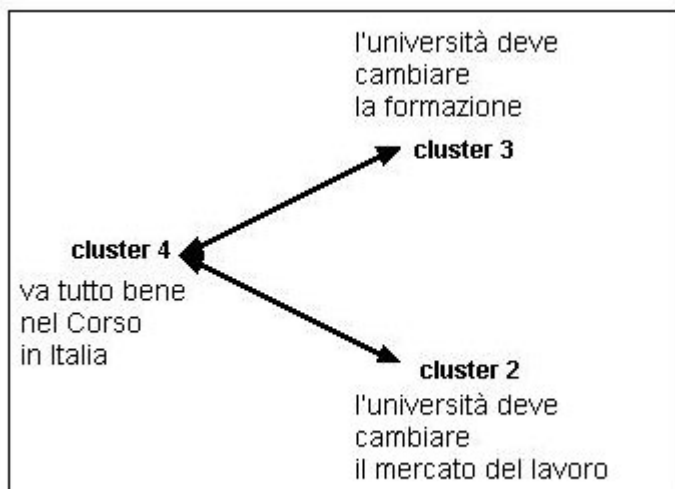 l'università deve
cambiare
la formazione
cluster 3
cluster 4
va tutto bene
nel Corso
in Italia
cluster 2
l'università deve
cambiare
il mercato del lavoro